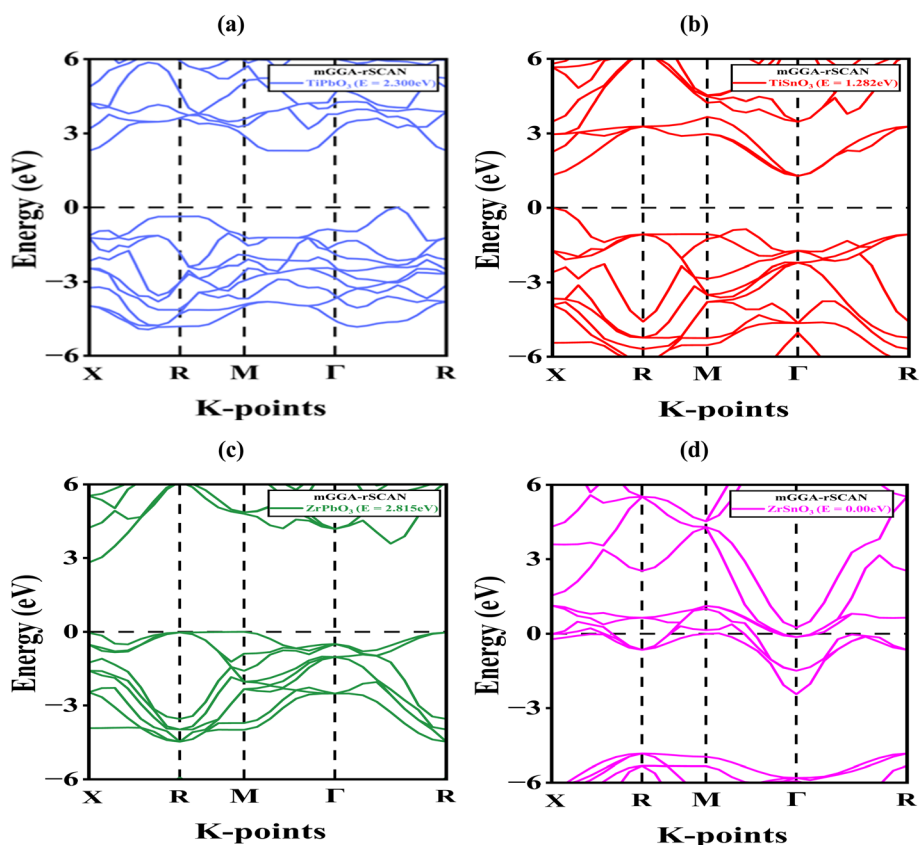 (a)
6
mGGA-rSCAN
TiPbO₃ (E = 2.300eV)
3
0
−3
−6
Energy (eV)
X R M Γ R
K-points
(b)
6
mGGA-rSCAN
TiSnO₃ (E = 1.282eV)
3
0
−3
−6
Energy (eV)
X R M Γ R
K-points
(c)
6
mGGA-rSCAN
ZrPbO₃ (E = 2.815eV)
3
0
−3
−6
Energy (eV)
X R M Γ R
K-points
(d)
6
mGGA-rSCAN
ZrSnO₃ (E = 0.00eV)
3
0
−3
−6
Energy (eV)
X R M Γ R
K-points